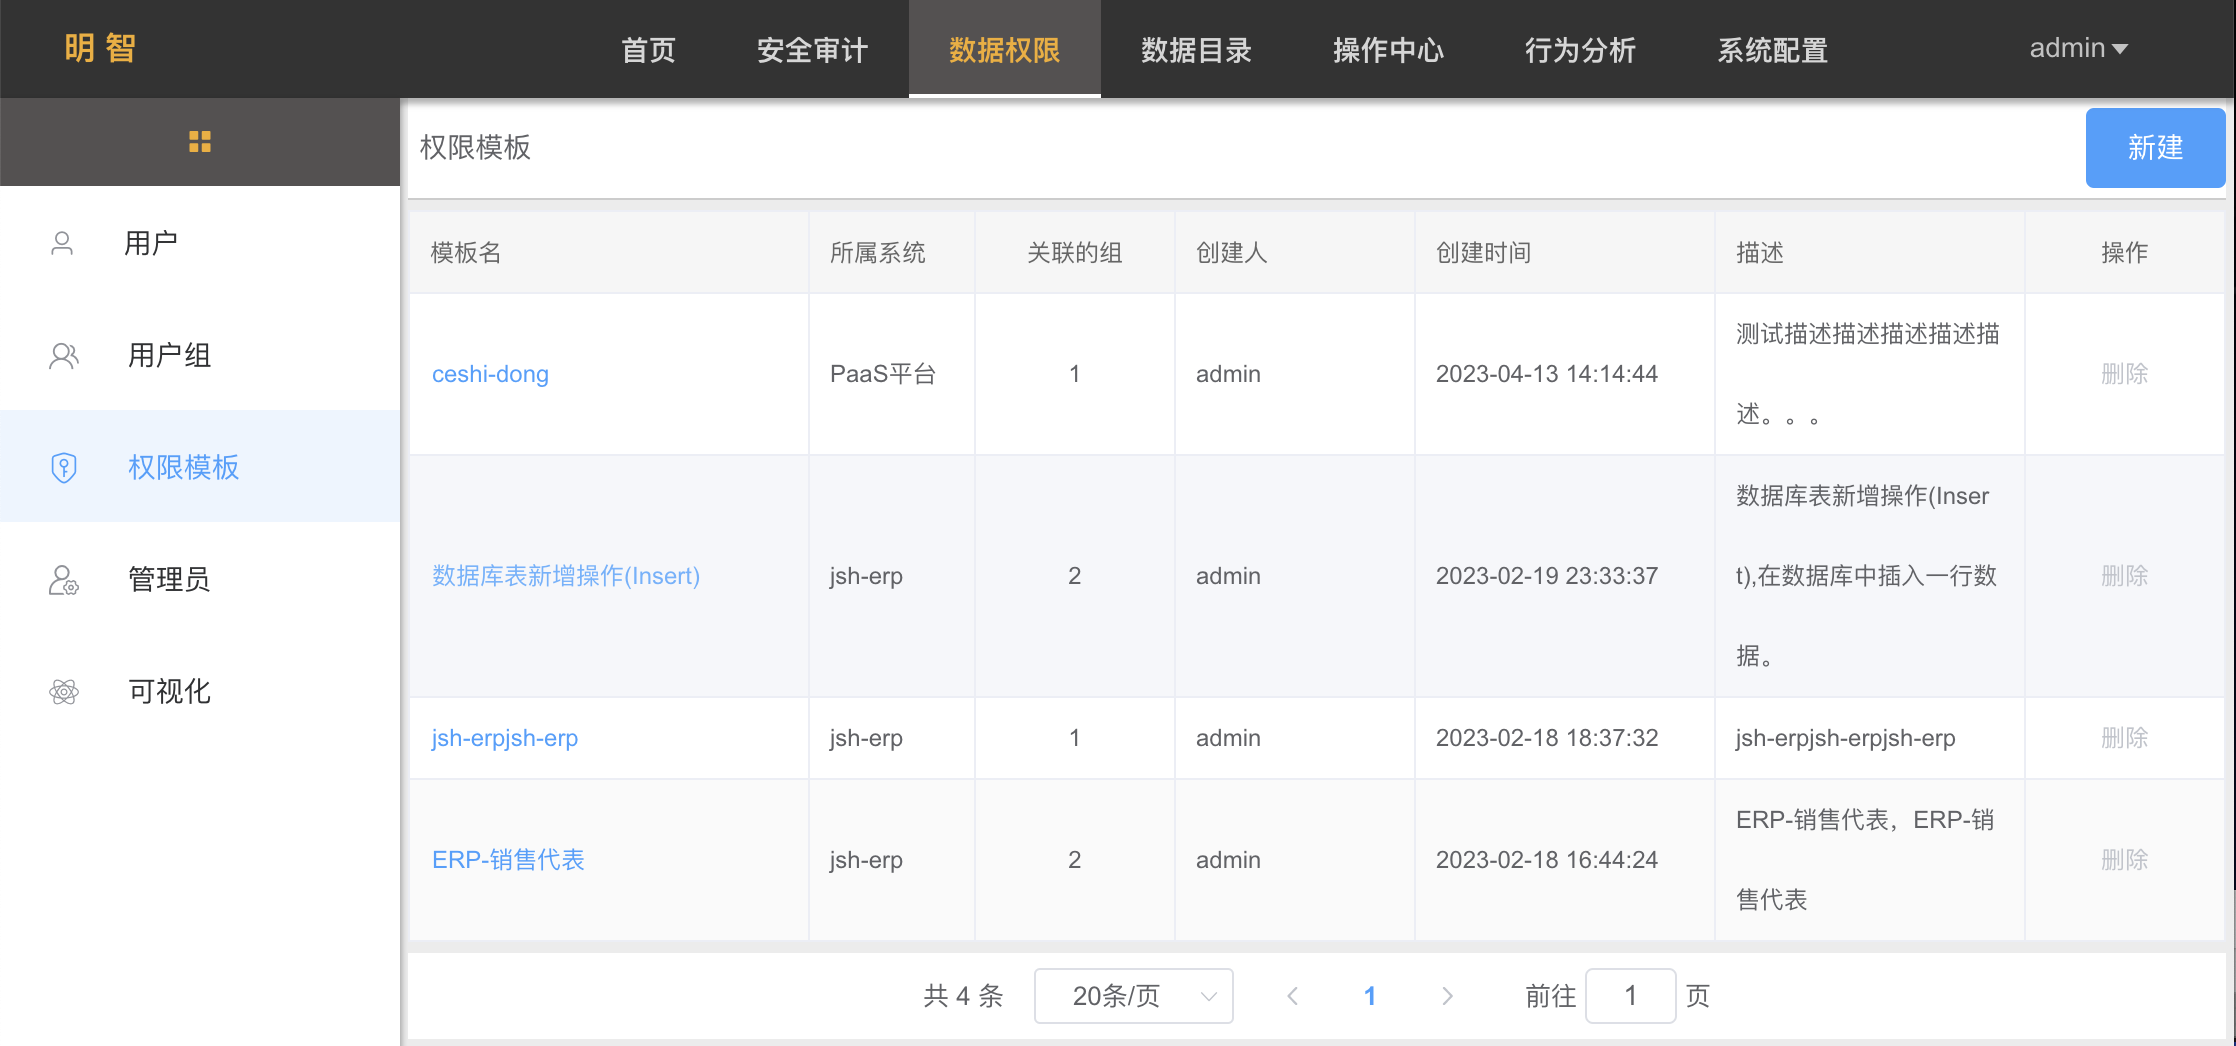 明 智
首页 安全审计 数据权限 数据目录 操作中心 行为分析 系统配置 admin
用户
用户组
权限模板
管理员
可视化
权限模板 新建
模板名 所属系统 关联的组 创建人 创建时间 描述 操作
ceshi-dong PaaS平台 1 admin 2023-04-13 14:14:44 测试描述描述描述描述描
述。。。 删除
数据库表新增操作(Insert) jsh-erp 2 admin 2023-02-19 23:33:37 数据库表新增操作(Inser
t),在数据库中插入一行数
据。 删除
jsh-erpjsh-erp jsh-erp 1 admin 2023-02-18 18:37:32 jsh-erpjsh-erpjsh-erp 删除
ERP-销售代表 jsh-erp 2 admin 2023-02-18 16:44:24 ERP-销售代表，ERP-销
售代表 删除
共 4 条 20条/页 1 前往 1 页